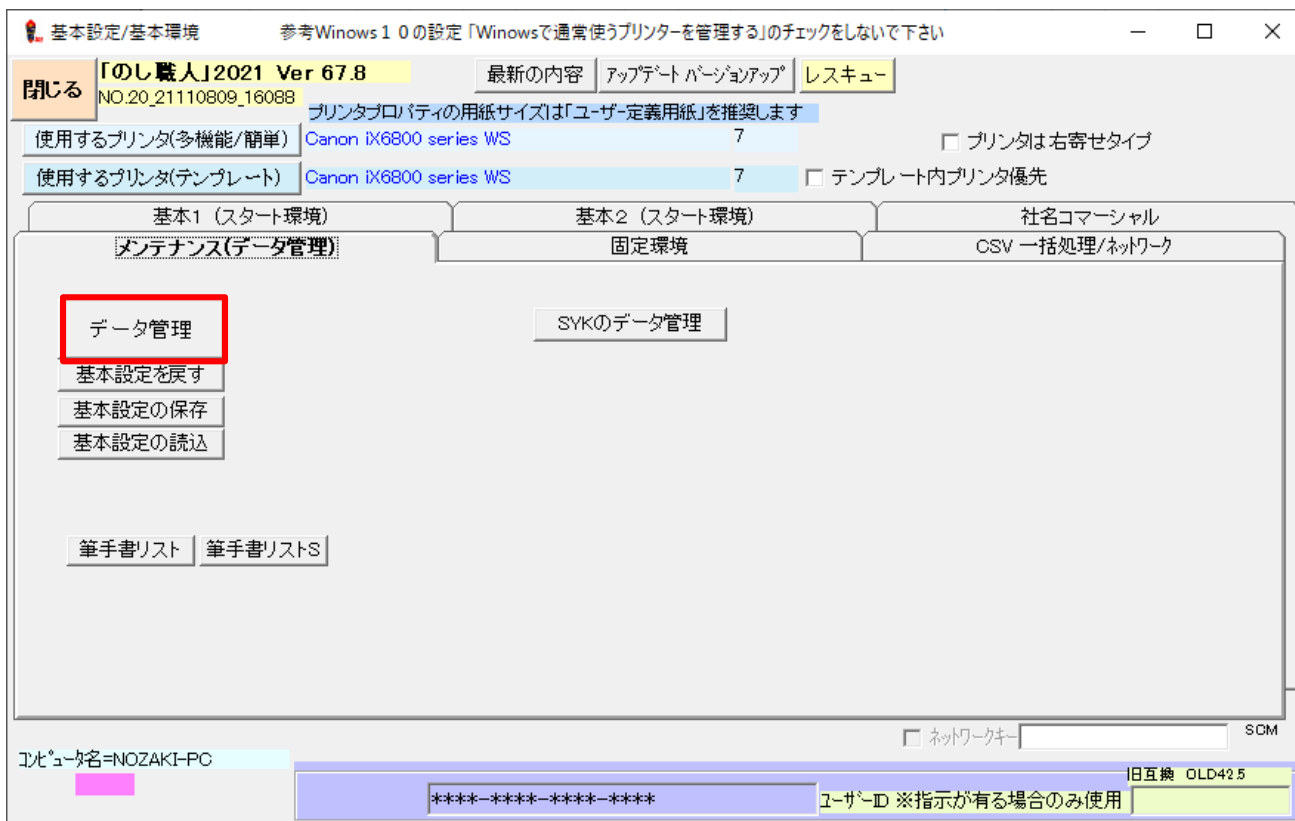 基本設定/基本環境 参考Winows１０の設定「Winowsで通常使うプリンターを管理する」のチェックをしないで下さい
閉じる
「のし職人」2021 Ver 67.8
最新の内容 アップデートバージョンアップ レスキュー
NO.20_21110809_16088
プリンタプロパティの用紙サイズは「ユーザー定義用紙」を推奨します
使用するプリンタ(多機能/簡単) Canon iX6800 series WS 7 プリンタは右寄せタイプ
使用するプリンタ(テンプレート) Canon iX6800 series WS 7 テンプレート内プリンタ優先
基本1（スタート環境） 基本2（スタート環境） 社名コマーシャル
メンテナンス(データ管理) 固定環境 CSV 一括処理/ネットワーク
データ管理 SYKのデータ管理
基本設定を戻す
基本設定の保存
基本設定の読込
筆手書リスト 筆手書リストS
ネットワークキー SCM
コンピュータ名=NOZAKI-PC
旧互換 OLD425
****-****-****-**** ユーザーID ※指示が有る場合のみ使用